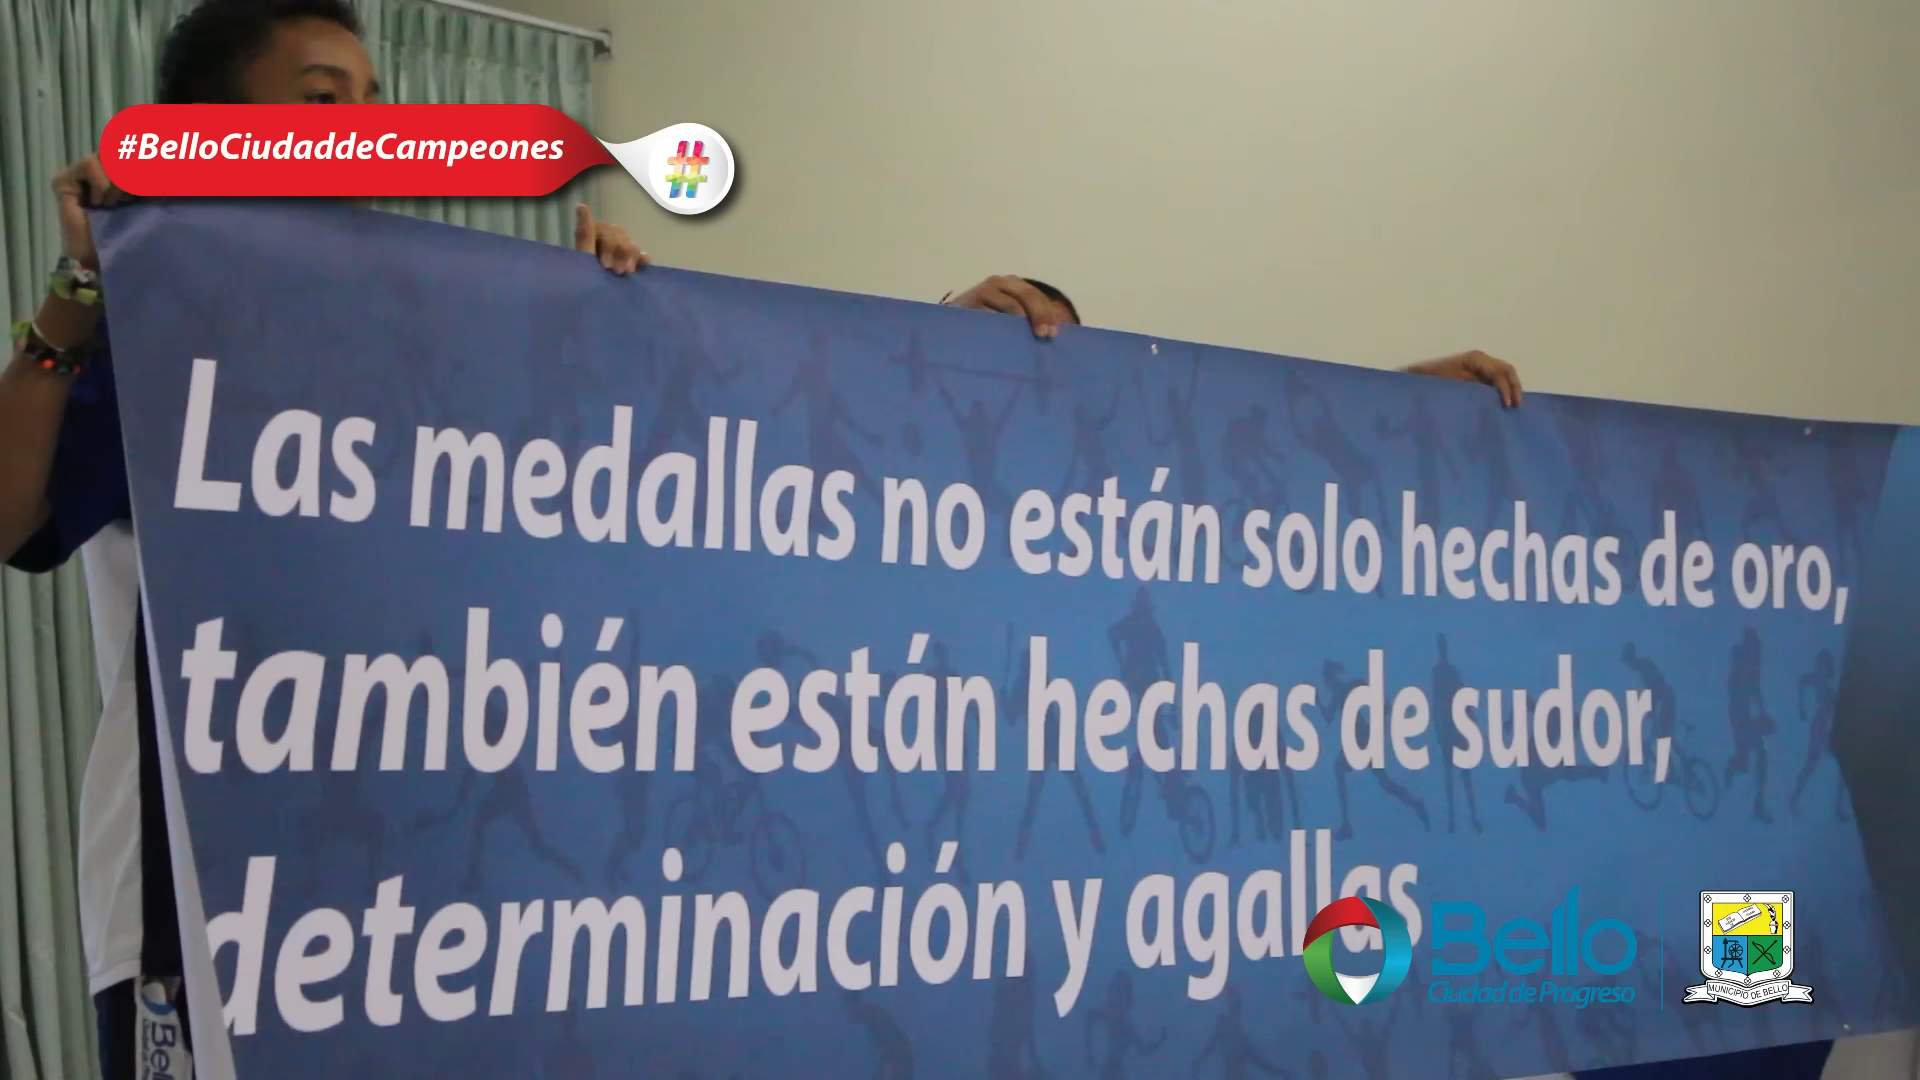 #BelloCiudaddeCampeones
#
Las medallas no están solo hechas de oro,
también están hechas de sudor,
determinación y agallas
Bello
Ciudad de Progreso
MUNICIPIO DE BELLO